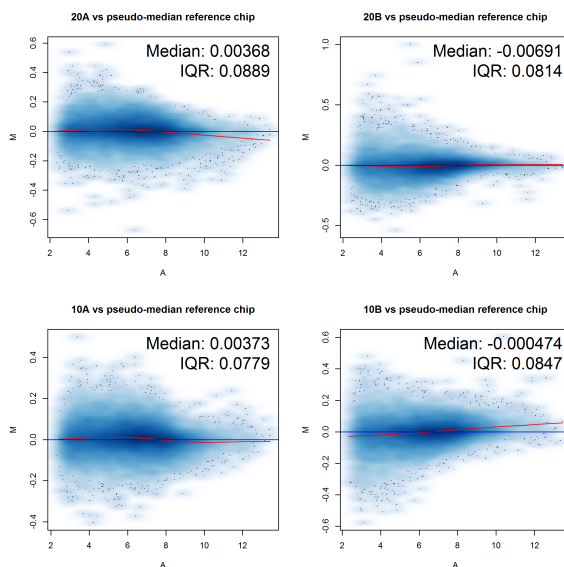 20A vs pseudo-median reference chip
Median: 0.00368
IQR: 0.0889
M
0.6
0.4
0.2
0.0
-0.2
-0.4
-0.6
2 4 6 8 10 12
A
20B vs pseudo-median reference chip
Median: -0.00691
IQR: 0.0814
M
1.0
0.5
0.0
-0.5
2 4 6 8 10 12
A
10A vs pseudo-median reference chip
Median: 0.00373
IQR: 0.0779
M
0.4
0.2
0.0
-0.2
-0.4
2 4 6 8 10 12
A
10B vs pseudo-median reference chip
Median: -0.000474
IQR: 0.0847
M
0.6
0.4
0.2
0.0
-0.2
-0.4
-0.6
2 4 6 8 10 12
A